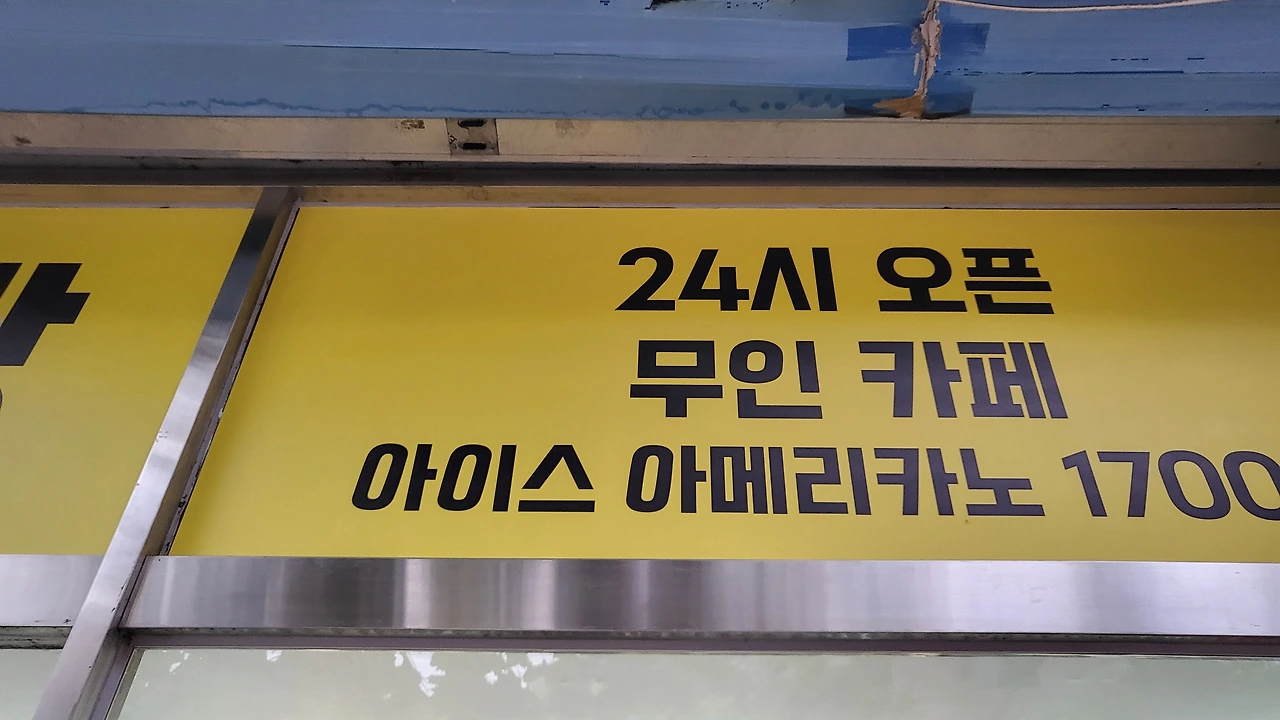 24시 오픈
무인 카페
아이스 아메리카노 1700